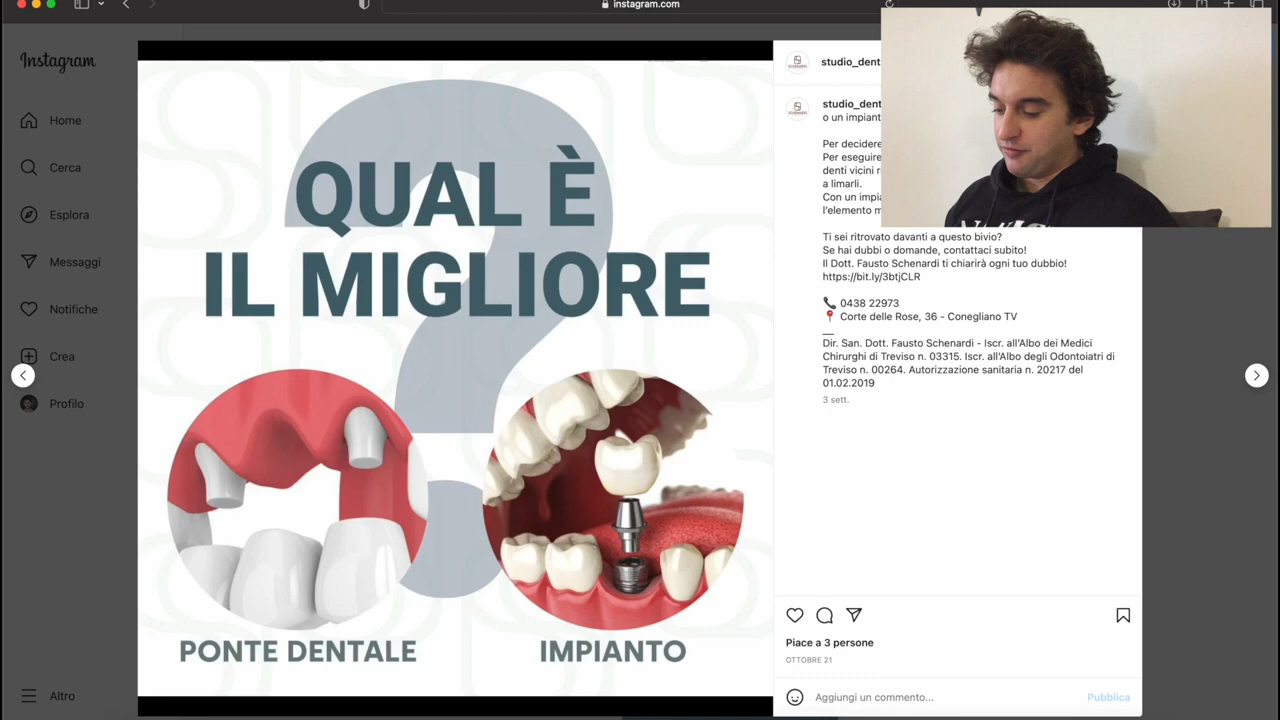 instagram.com
Instagram
Home
Cerca
Esplora
Messaggi
Notifiche
Crea
Profilo
Altro
QUAL È
IL MIGLIORE
?
PONTE DENTALE
IMPIANTO
studio_dent
studio_dent
o un impiant
Per decidere
Per eseguire
denti vicini
a limarli.
Con un
l'elemento
Ti sei ritrovato davanti a questo bivio?
Se hai dubbi o domande, contattaci subito!
Il Dott. Fausto Schenardi ti chiarirà ogni tuo dubbio!
https://bit.ly/3btjCLR
📞 0438 22973
📍 Corte delle Rose, 36 - Conegliano TV
__
Dir. San. Dott. Fausto Schenardi - Iscr. all'Albo dei Medici
Chirurghi di Treviso n. 03315. Iscr. all'Albo degli Odontoiatri di
Treviso n. 00264. Autorizzazione sanitaria n. 20217 del
01.02.2019
3 sett.
Piace a 3 persone
OTTOBRE 21
Aggiungi un commento...
Pubblica